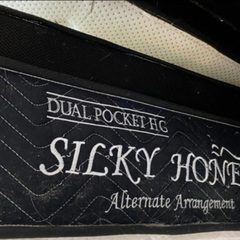 DUAL POCKET-H.G
SILKY HONE
Alternate Arrangement